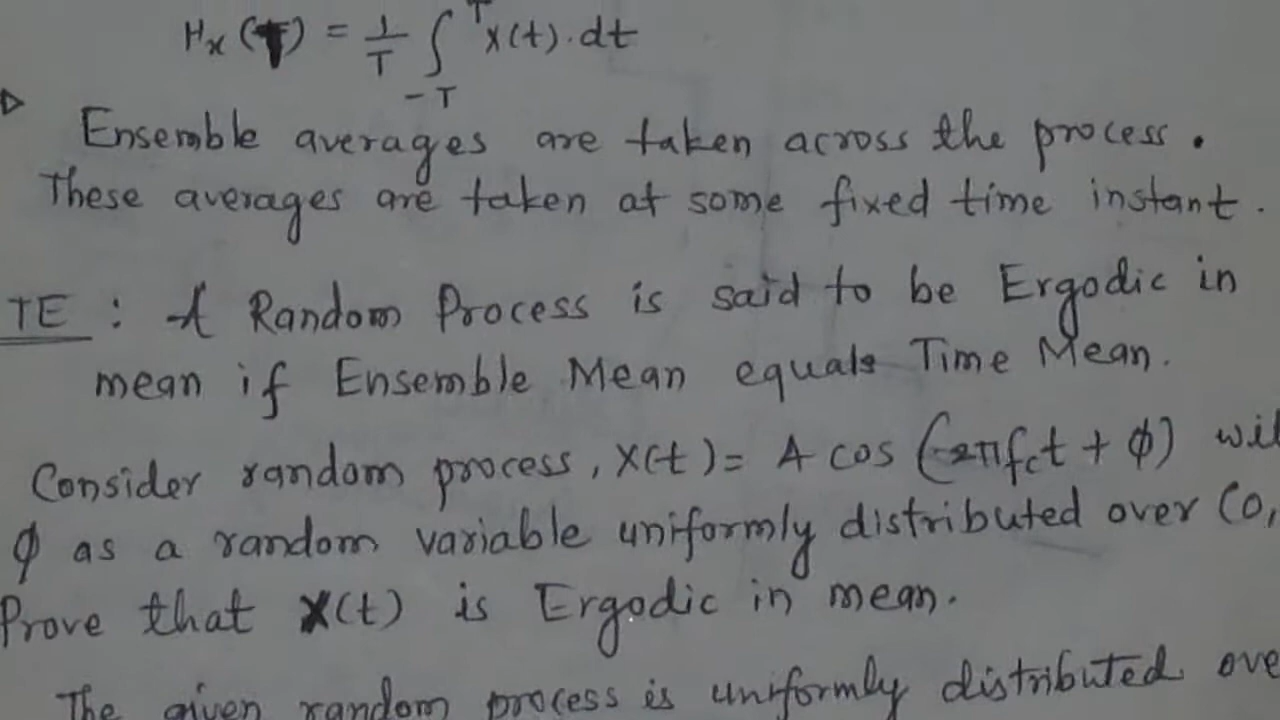 Hx(T) = 1/T ∫_{-T}^{T} x(t).dt
Ensemble averages are taken across the process.
These averages are taken at some fixed time instant.
TE : A Random Process is said to be Ergodic in
mean if Ensemble Mean equals Time Mean.
Consider random process, X(t) = A cos (2πfct + ϕ) wi
ϕ as a random variable uniformly distributed over (0,
Prove that X(t) is Ergodic in mean.
The given random process is uniformly distributed ove